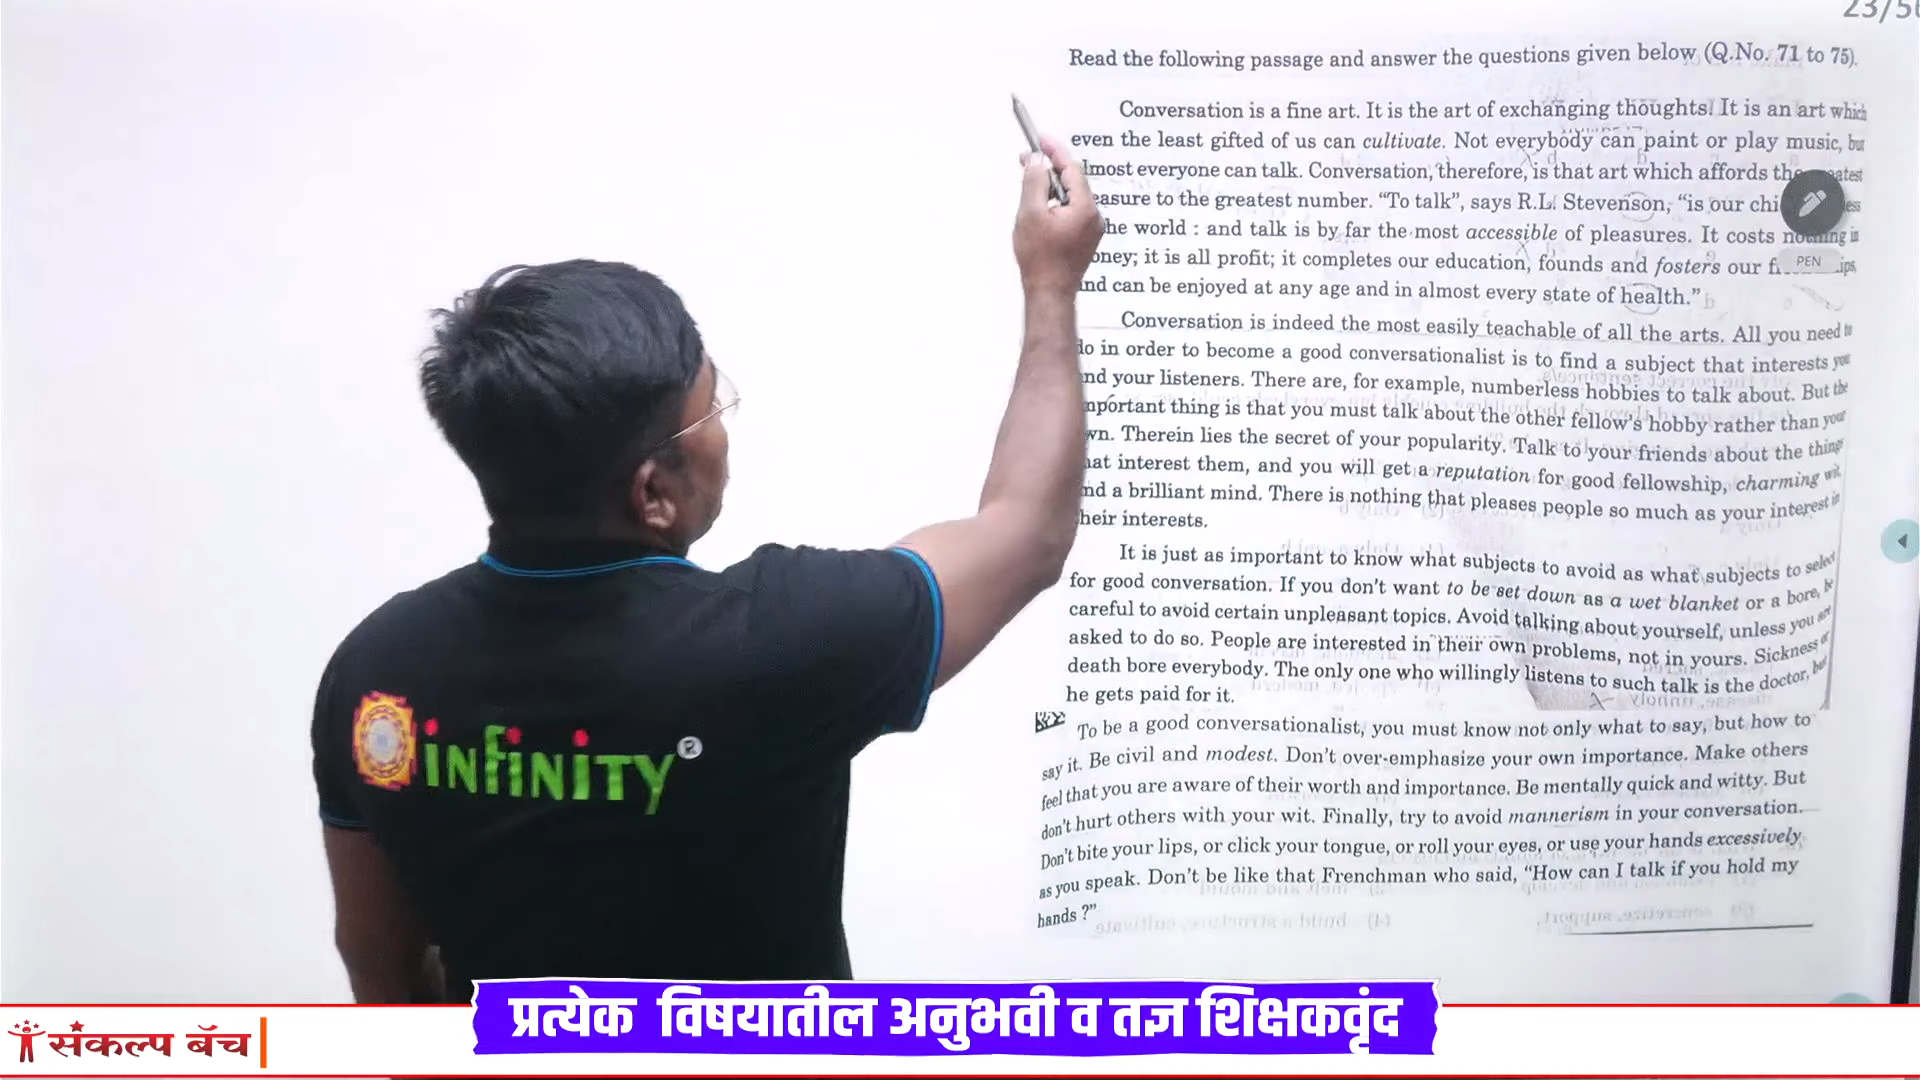 23/50
Read the following passage and answer the questions given below (Q.No. 71 to 75).
Conversation is a fine art. It is the art of exchanging thoughts. It is an art which
even the least gifted of us can cultivate. Not everybody can paint or play music, but
lmost everyone can talk. Conversation, therefore, is that art which affords the eatest
easure to the greatest number. "To talk", says R.L. Stevenson, "is our chi ess
he world : and talk is by far the most accessible of pleasures. It costs nothing in
oney; it is all profit; it completes our education, founds and fosters our fi ips,
nd can be enjoyed at any age and in almost every state of health."
PEN
Conversation is indeed the most easily teachable of all the arts. All you need to
do in order to become a good conversationalist is to find a subject that interests you
nd your listeners. There are, for example, numberless hobbies to talk about. But the
mportant thing is that you must talk about the other fellow's hobby rather than your
wn. Therein lies the secret of your popularity. Talk to your friends about the things
hat interest them, and you will get a reputation for good fellowship, charming wit,
nd a brilliant mind. There is nothing that pleases people so much as your interest in
their interests.
It is just as important to know what subjects to avoid as what subjects to select
for good conversation. If you don't want to be set down as a wet blanket or a bore, be
careful to avoid certain unpleasant topics. Avoid talking about yourself, unless you are
asked to do so. People are interested in their own problems, not in yours. Sickness or
death bore everybody. The only one who willingly listens to such talk is the doctor, but
he gets paid for it.
To be a good conversationalist, you must know not only what to say, but how to
say it. Be civil and modest. Don't over-emphasize your own importance. Make others
feel that you are aware of their worth and importance. Be mentally quick and witty. But
don't hurt others with your wit. Finally, try to avoid mannerism in your conversation.
Don't bite your lips, or click your tongue, or roll your eyes, or use your hands excessively
as you speak. Don't be like that Frenchman who said, "How can I talk if you hold my
hands ?"
infinity ®
संकल्प बॅच
प्रत्येक विषयातील अनुभवी व तज्ञ शिक्षकवृंद